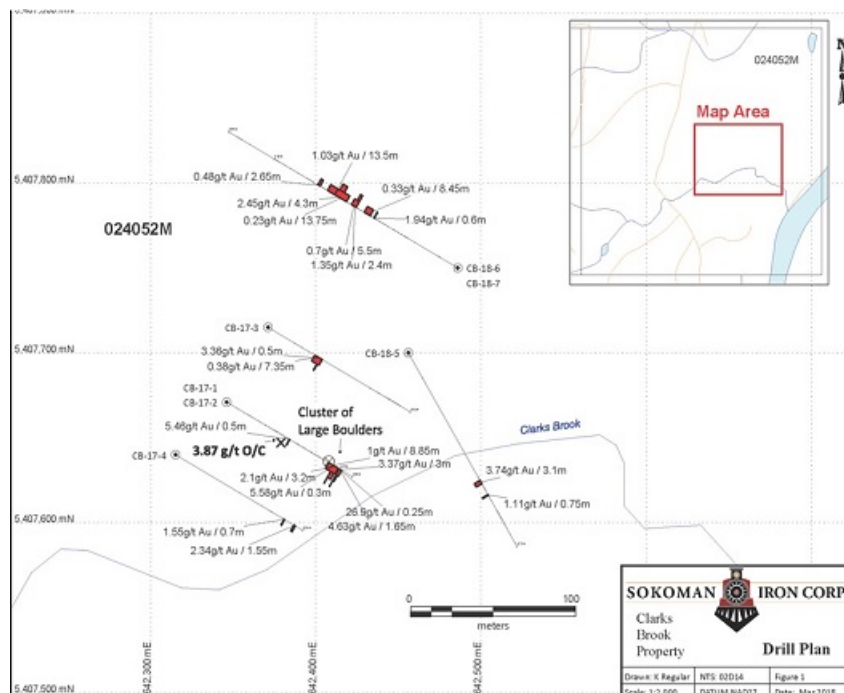 024052M
Map Area
N
5,407,800 mN
1.03g/t Au / 13.5m
0.48g/t Au / 2.65m
0.33g/t Au / 8.45m
2.45g/t Au / 4.3m
0.23g/t Au / 13.75m
1.94g/t Au / 0.6m
024052M
0.7g/t Au / 5.5m
1.35g/t Au / 2.4m
CB-18-6
CB-18-7
CB-17-3
5,407,700 mN
3.36g/t Au / 0.5m
0.38g/t Au / 7.35m
CB-18-5
CB-17-1
CB-17-2
Cluster of
Large Boulders
5.46g/t Au / 0.5m
Clarks Brook
3.87 g/t O/C
CB-17-4
1g/t Au / 8.85m
3.37g/t Au / 3m
2.1g/t Au / 3.2m
5.58g/t Au / 0.3m
3.74g/t Au / 3.1m
1.11g/t Au / 0.75m
26.9g/t Au / 0.25m
4.63g/t Au / 1.65m
5,407,600 mN
1.55g/t Au / 0.7m
2.34g/t Au / 1.55m
0 100
meters
642,300 m
642,400 m
642,500 m
SOKOMAN IRON CORP
Clarks
Brook
Property
Drill Plan
Drawn: K Regular NTS: 02D14 Figure 1
Scale: 1:2,000 DATUM NAD27 Date: Mar 2018
5,407,500 mN